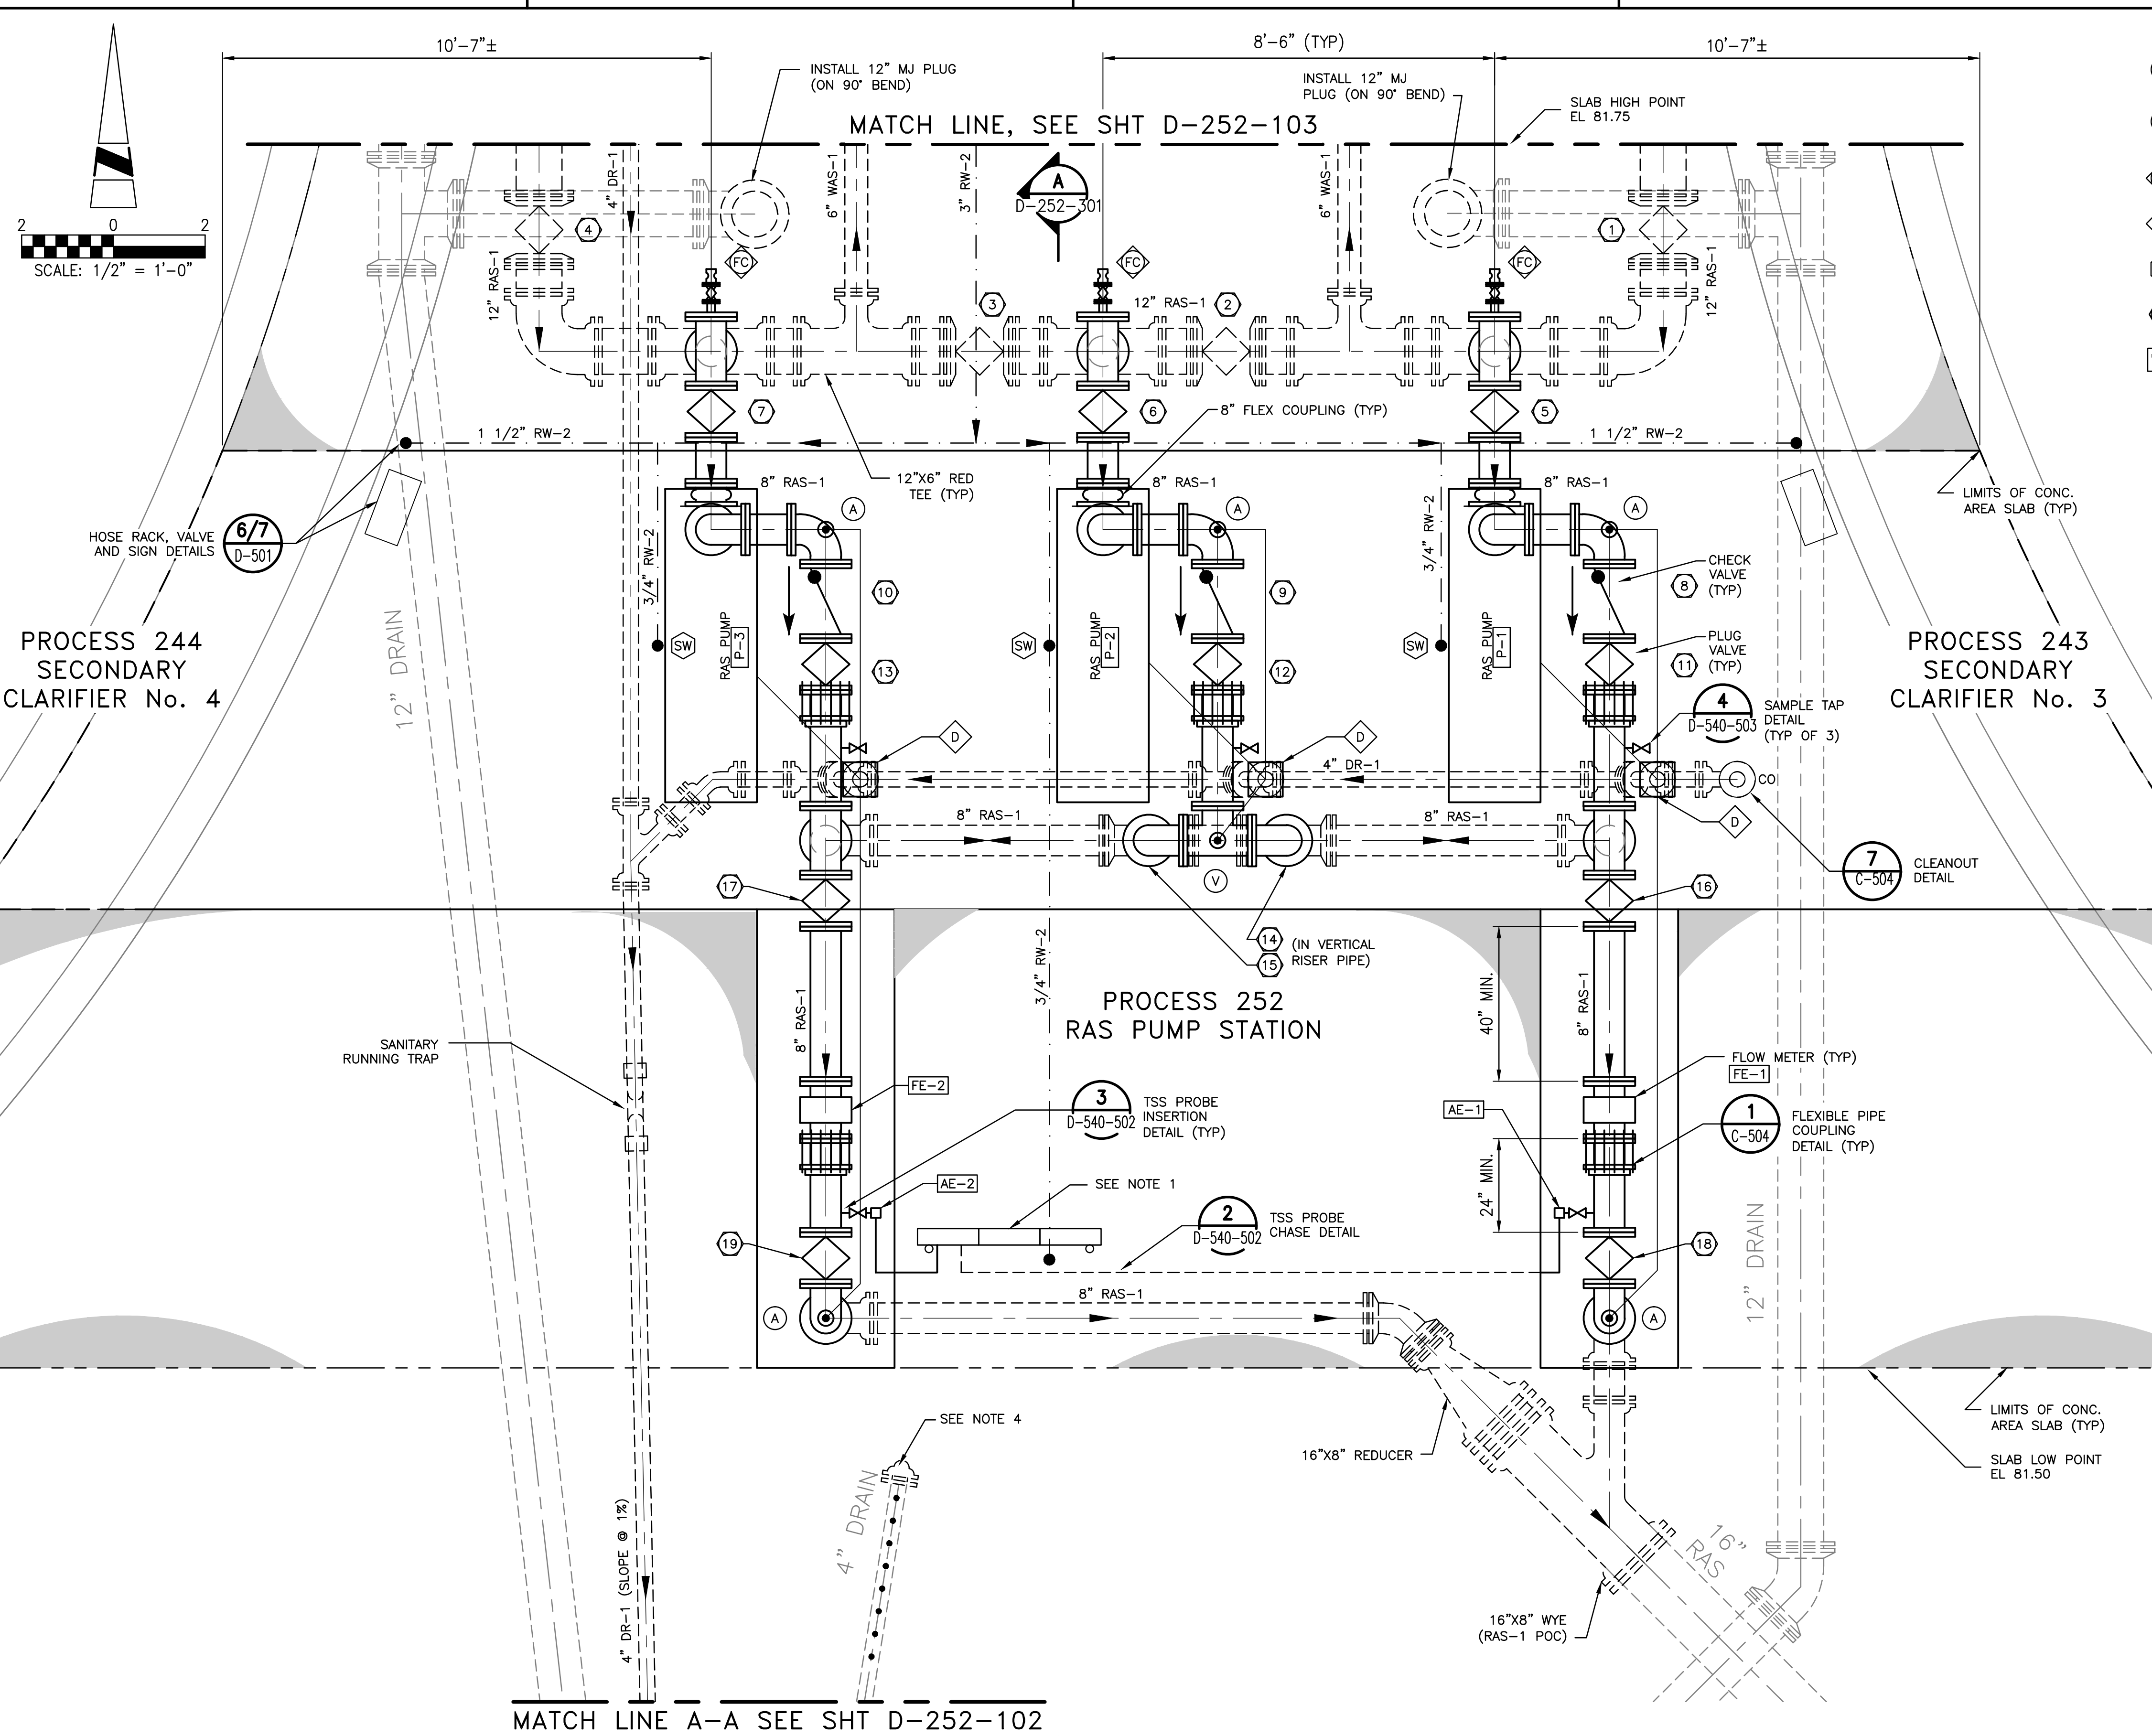 10'-7"±
8'-6" (TYP)
10'-7"±
INSTALL 12" MJ PLUG
(ON 90° BEND)
INSTALL 12" MJ
PLUG (ON 90° BEND)
SLAB HIGH POINT
EL 81.75
MATCH LINE, SEE SHT D-252-103
2 0 2
SCALE: 1/2" = 1'-0"
4" DR-1
6" WAS-1
3" RW-2
A
D-252-301
6" WAS-1
4
1
12" RAS-1
FC
FC
FC
12" RAS-1
3
12" RAS-1
2
7
6
5
8" FLEX COUPLING (TYP)
1 1/2" RW-2
1 1/2" RW-2
12"X6" RED
TEE (TYP)
8" RAS-1
8" RAS-1
8" RAS-1
LIMITS OF CONC.
AREA SLAB (TYP)
HOSE RACK, VALVE
AND SIGN DETAILS
6/7
D-501
A
A
A
3/4" RW-2
3/4" RW-2
3/4" RW-2
10
9
8
CHECK
VALVE
(TYP)
PROCESS 244
SECONDARY
CLARIFIER No. 4
12" DRAIN
SW
RAS PUMP
P-3
SW
RAS PUMP
P-2
SW
RAS PUMP
P-1
PLUG
VALVE
(TYP)
13
12
11
PROCESS 243
SECONDARY
CLARIFIER No. 3
4
D-540-503
SAMPLE TAP
DETAIL
(TYP OF 3)
D
D
4" DR-1
CO
D
8" RAS-1
8" RAS-1
7
C-504
CLEANOUT
DETAIL
17
V
16
14
15
(IN VERTICAL
RISER PIPE)
3/4" RW-2
PROCESS 252
RAS PUMP STATION
8" RAS-1
40" MIN.
8" RAS-1
SANITARY
RUNNING TRAP
FE-2
FLOW METER (TYP)
FE-1
3
D-540-502
TSS PROBE
INSERTION
DETAIL (TYP)
AE-1
1
C-504
FLEXIBLE PIPE
COUPLING
DETAIL (TYP)
24" MIN.
AE-2
SEE NOTE 1
2
D-540-502
TSS PROBE
CHASE DETAIL
12" DRAIN
19
18
8" RAS-1
A
A
SEE NOTE 4
16"X8" REDUCER
LIMITS OF CONC.
AREA SLAB (TYP)
SLAB LOW POINT
EL 81.50
4" DRAIN
4" DR-1 (SLOPE @ 1%)
16"
RAS
16"X8" WYE
(RAS-1 POC)
MATCH LINE A-A SEE SHT D-252-102